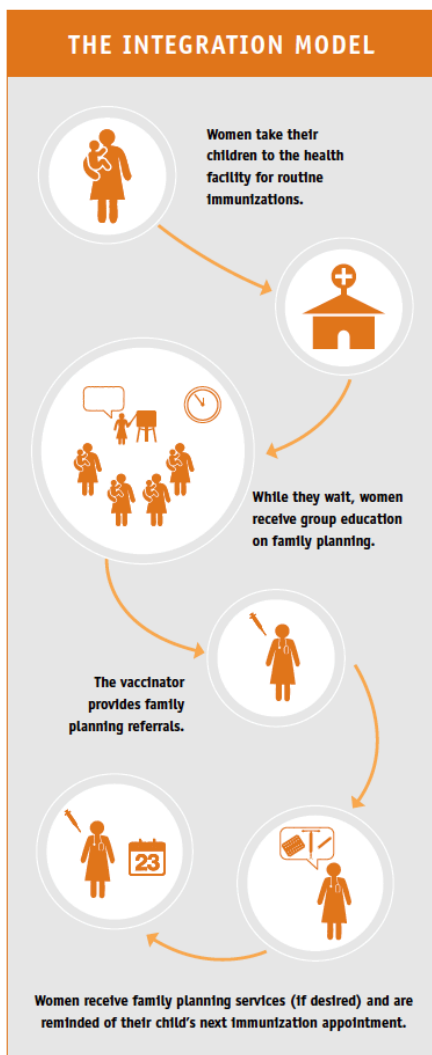 THE INTEGRATION MODEL
Women take their
children to the health
facility for routine
immunizations.
While they wait, women
receive group education
on family planning.
The vaccinator
provides family
planning referrals.
23
Women receive family planning services (if desired) and are
reminded of their child's next immunization appointment.